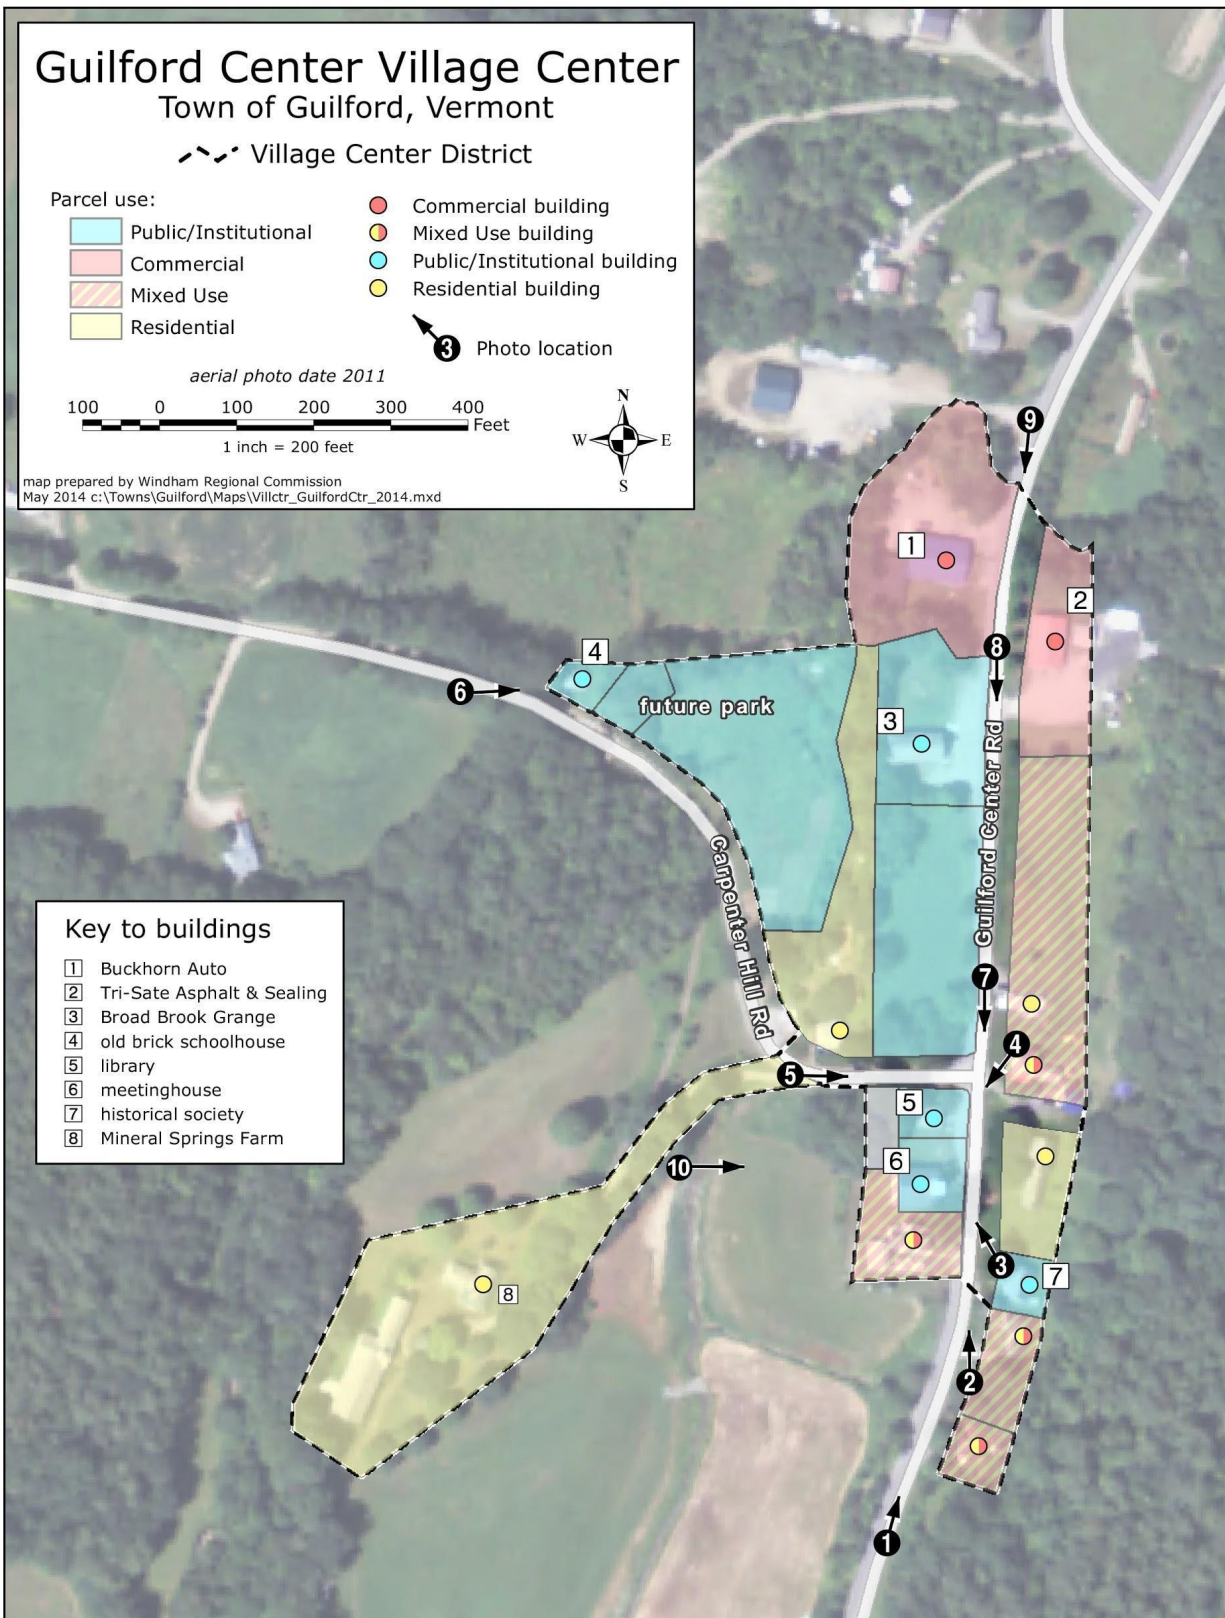 Guilford Center Village Center
Town of Guilford, Vermont
Village Center District
Parcel use:
Public/Institutional
Commercial
Mixed Use
Residential
Commercial building
Mixed Use building
Public/Institutional building
Residential building
3 Photo location
aerial photo date 2011
100 0 100 200 300 400
Feet
1 inch = 200 feet
N
W E
S
map prepared by Windham Regional Commission
May 2014 c:\Towns\Guilford\Maps\Villctr_GuilfordCtr_2014.mxd
9
1
2
8
4
6
future park
3
Guilford Center Rd
Carpenter Hill Rd
Key to buildings
1 Buckhorn Auto
2 Tri-Sate Asphalt & Sealing
3 Broad Brook Grange
4 old brick schoolhouse
5 library
6 meetinghouse
7 historical society
8 Mineral Springs Farm
7
4
5
5
6
10
3
7
8
2
1